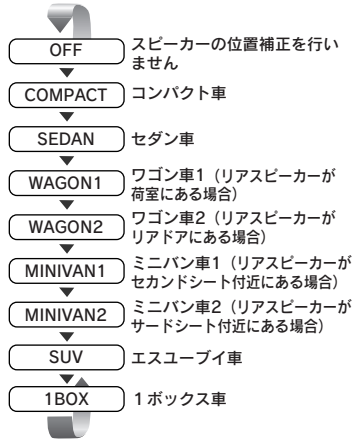 OFF スピーカーの位置補正を行い
ません
COMPACT コンパクト車
SEDAN セダン車
WAGON1 ワゴン車1（リアスピーカーが
荷室にある場合）
WAGON2 ワゴン車2（リアスピーカーが
リアドアにある場合）
MINIVAN1 ミニバン車1（リアスピーカーが
セカンドシート付近にある場合）
MINIVAN2 ミニバン車2（リアスピーカーが
サードシート付近にある場合）
SUV エスユーブイ車
1BOX 1ボックス車